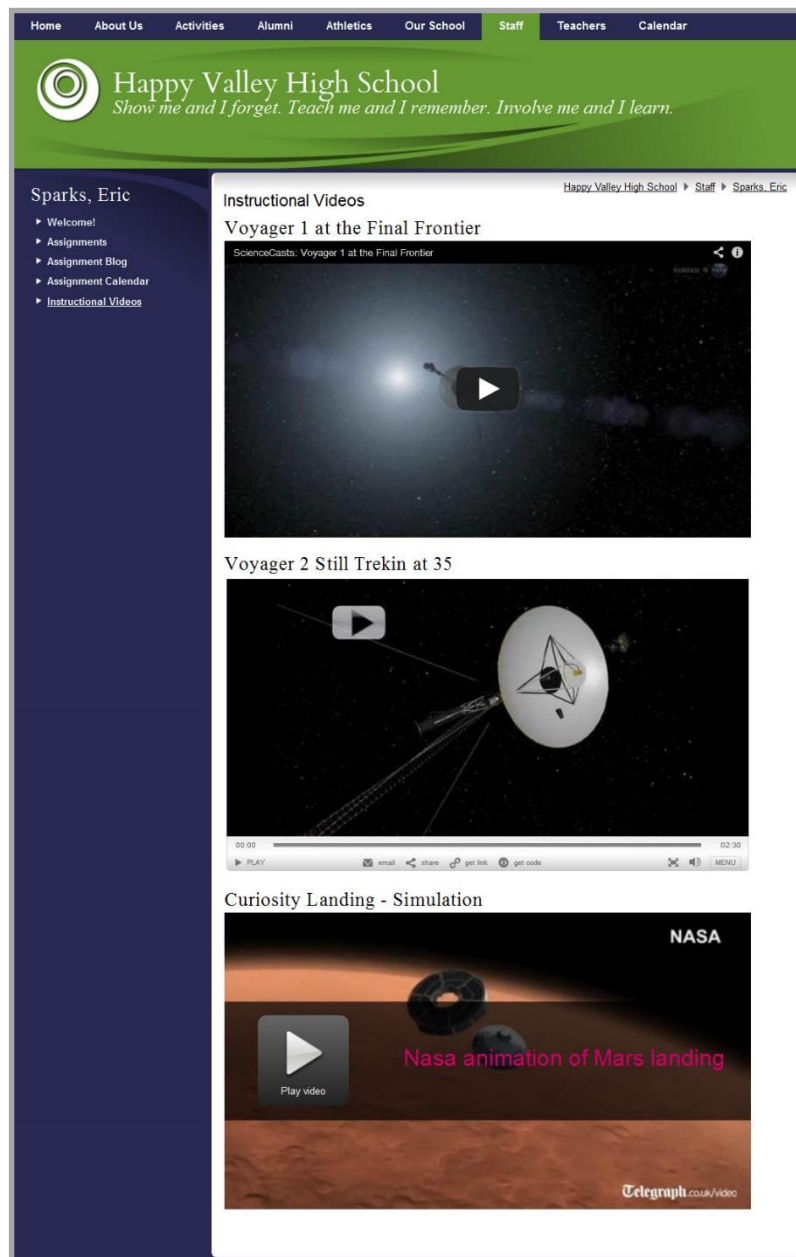 Home About Us Activities Alumni Athletics Our School Staff Teachers Calendar
Happy Valley High School
Show me and I forget. Teach me and I remember. Involve me and I learn.
Sparks, Eric
Welcome!
Assignments
Assignment Blog
Assignment Calendar
Instructional Videos
Happy Valley High School Staff Sparks, Eric
Instructional Videos
Voyager 1 at the Final Frontier
ScienceCasts: Voyager 1 at the Final Frontier
Voyager 2 Still Trekin at 35
00:00 02:30
PLAY email share get link get code MENU
Curiosity Landing - Simulation
NASA
Nasa animation of Mars landing
Play video
Telegraph.co.uk/video